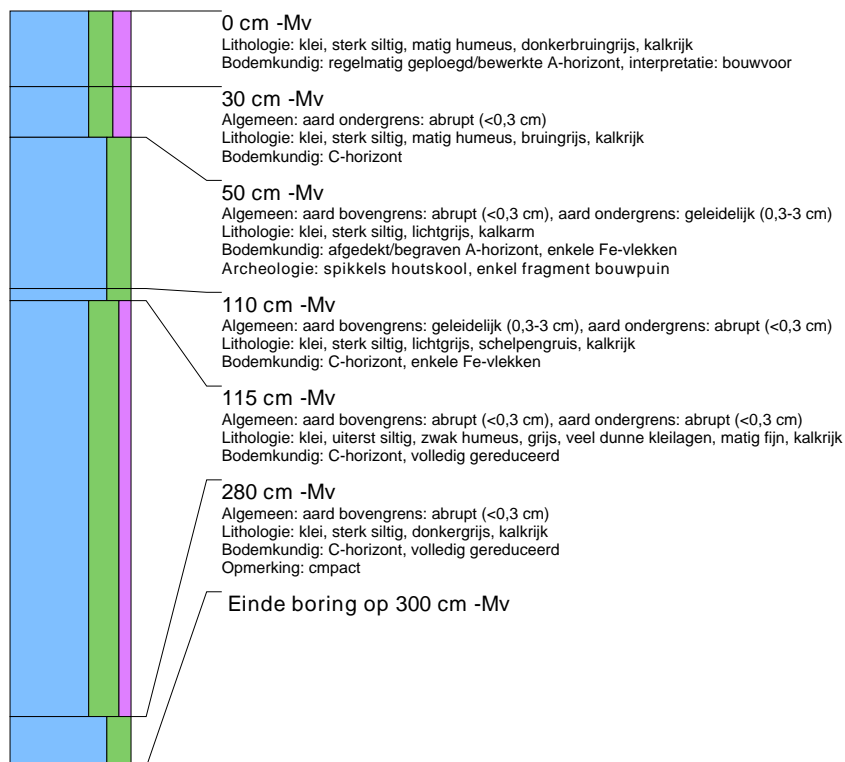 0 cm -Mv
Lithologie: klei, sterk siltig, matig humeus, donkerbruingrijs, kalkrijk
Bodemkundig: regelmatig geploegd/bewerkte A-horizont, interpretatie: bouwvoor
30 cm -Mv
Algemeen: aard ondergrens: abrupt (<0,3 cm)
Lithologie: klei, sterk siltig, matig humeus, bruingrijs, kalkrijk
Bodemkundig: C-horizont
50 cm -Mv
Algemeen: aard bovengrens: abrupt (<0,3 cm), aard ondergrens: geleidelijk (0,3-3 cm)
Lithologie: klei, sterk siltig, lichtgrijs, kalkarm
Bodemkundig: afgedekt/begraven A-horizont, enkele Fe-vlekken
Archeologie: spikkels houtskool, enkel fragment bouwpuin
110 cm -Mv
Algemeen: aard bovengrens: geleidelijk (0,3-3 cm), aard ondergrens: abrupt (<0,3 cm)
Lithologie: klei, sterk siltig, lichtgrijs, schelpengruis, kalkrijk
Bodemkundig: C-horizont, enkele Fe-vlekken
115 cm -Mv
Algemeen: aard bovengrens: abrupt (<0,3 cm), aard ondergrens: abrupt (<0,3 cm)
Lithologie: klei, uiterst siltig, zwak humeus, grijs, veel dunne kleilagen, matig fijn, kalkrijk
Bodemkundig: C-horizont, volledig gereduceerd
280 cm -Mv
Algemeen: aard bovengrens: abrupt (<0,3 cm)
Lithologie: klei, sterk siltig, donkergrijs, kalkrijk
Bodemkundig: C-horizont, volledig gereduceerd
Opmerking: cmpact
Einde boring op 300 cm -Mv